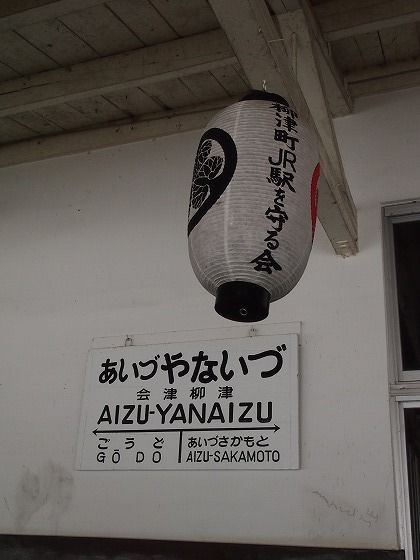 柳津町JR駅を守る会
あいづやないづ
会津柳津
AIZU-YANAIZU
ごうど
GŌDO
あいづさかもと
AIZU-SAKAMOTO